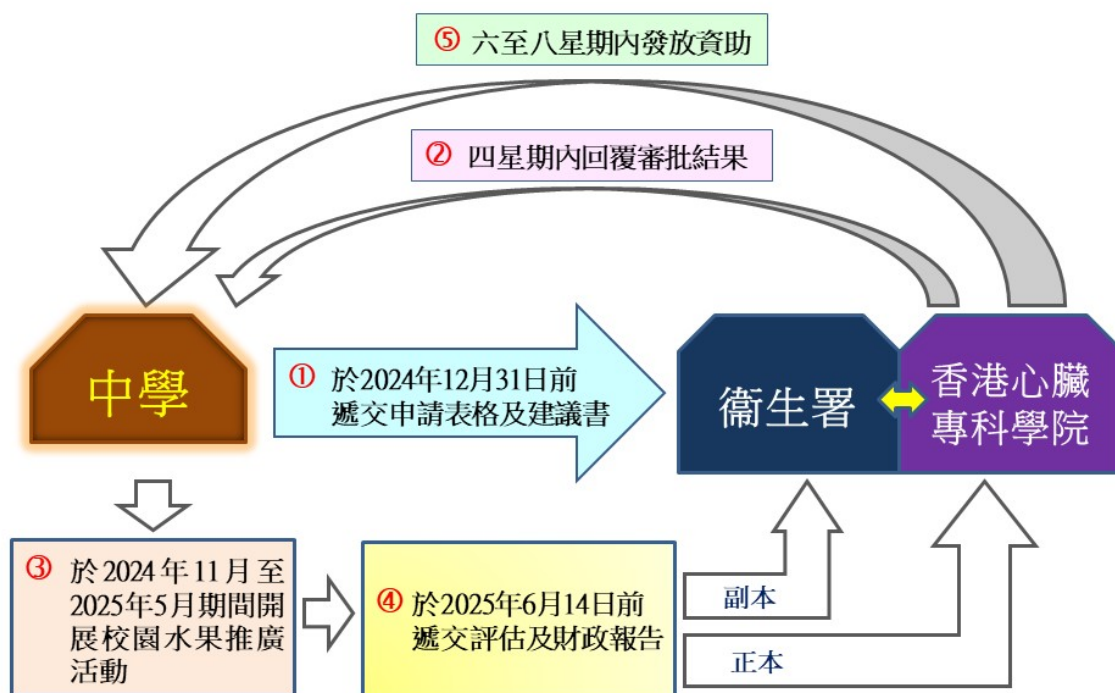 ⑤ 六至八星期內發放資助
② 四星期內回覆審批結果
中學
① 於2024年12月31日前
遞交申請表格及建議書
衞生署
香港心臟
專科學院
③ 於2024年11月至
2025年5月期間開
展校園水果推廣
活動
④ 於2025年6月14日前
遞交評估及財政報告
副本
正本